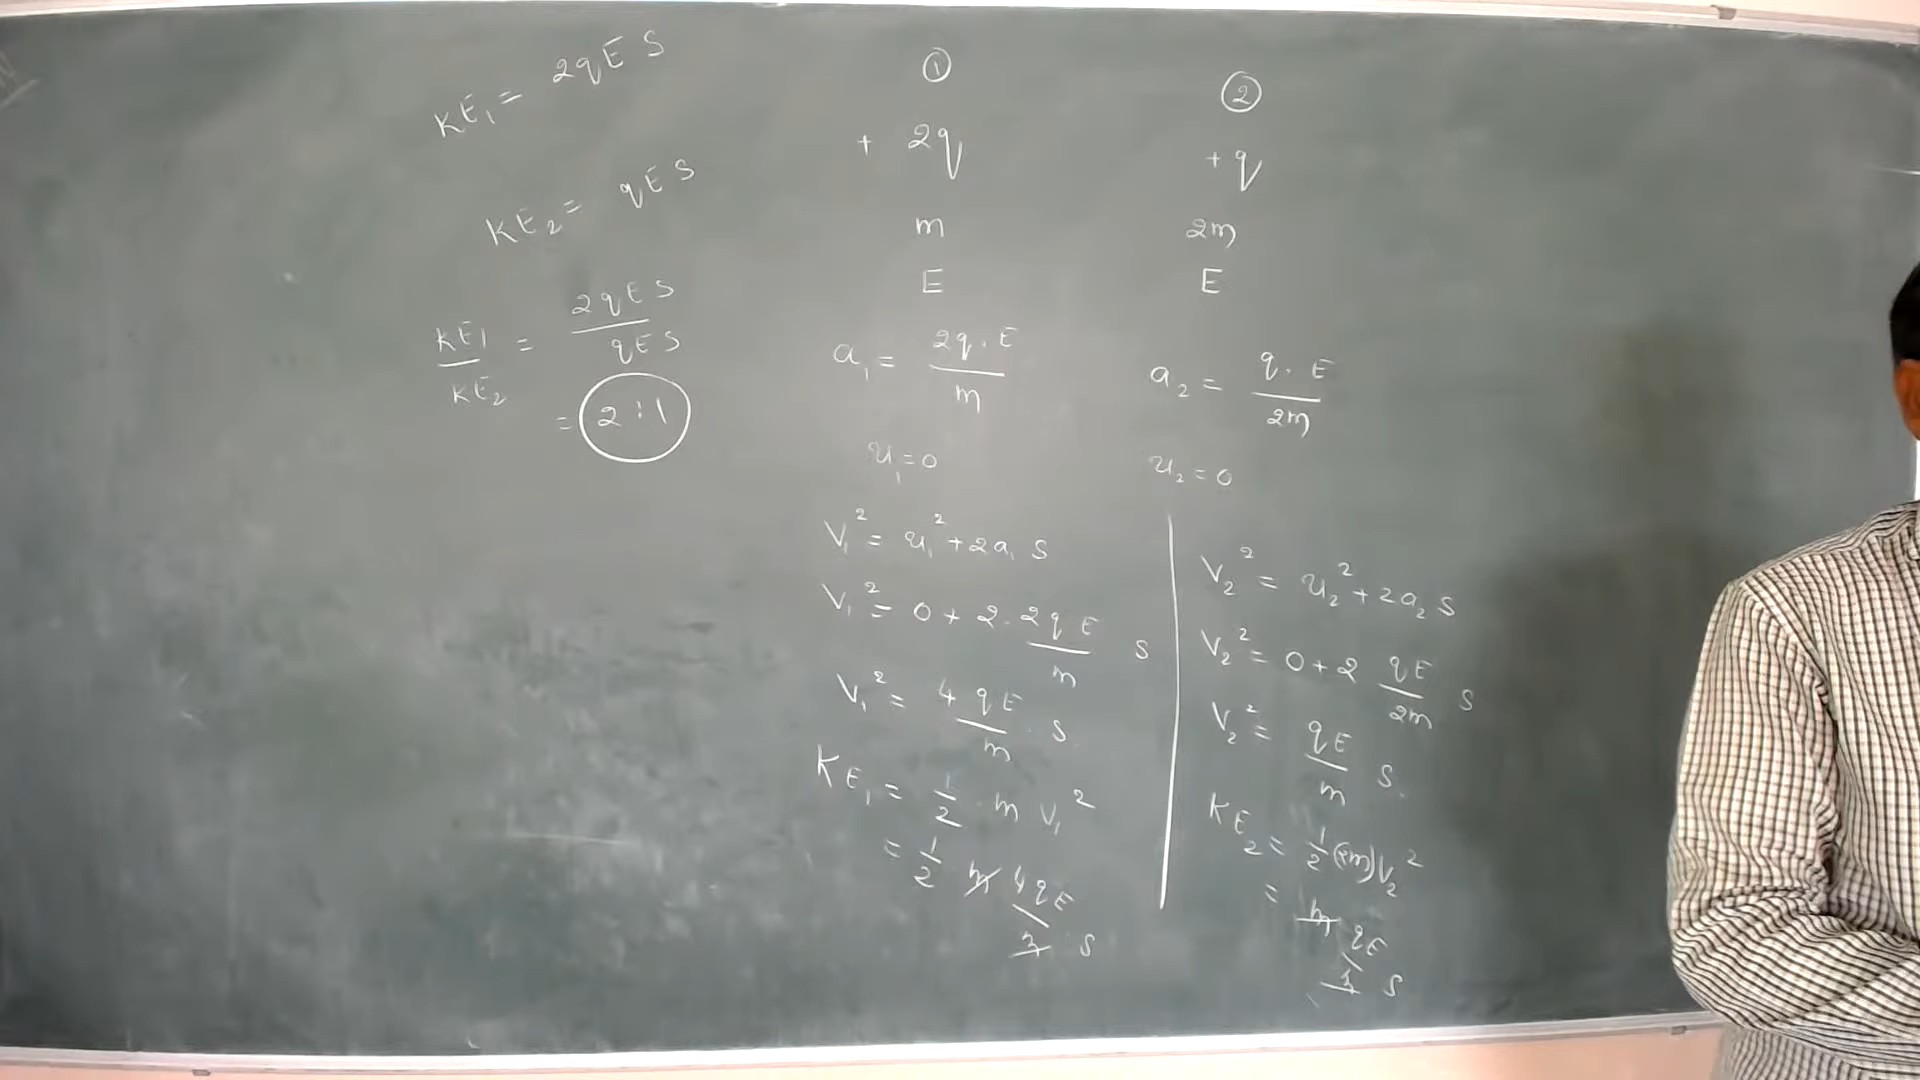 KE₁ = 2qES
KE₂ = qES
KE₁/KE₂ = 2qES/qES
= 2:1
①
+ 2q
m
E
a₁ = 2q.E/m
u₁=0
V₁² = u₁² + 2a₁ S
V₁² = 0 + 2. 2qE/m S
V₁² = 4qE/m . S
KE₁ = 1/2 m v₁²
= 1/2 m 4qE/m S
②
+q
2m
E
a₂ = q.E/2m
u₂ = 0
V₂² = u₂² + 2a₂ S
V₂² = 0 + 2 qE/2m S
V₂² = qE/m S.
KE₂ = 1/2 (2m) V₂²
= m qE/m S